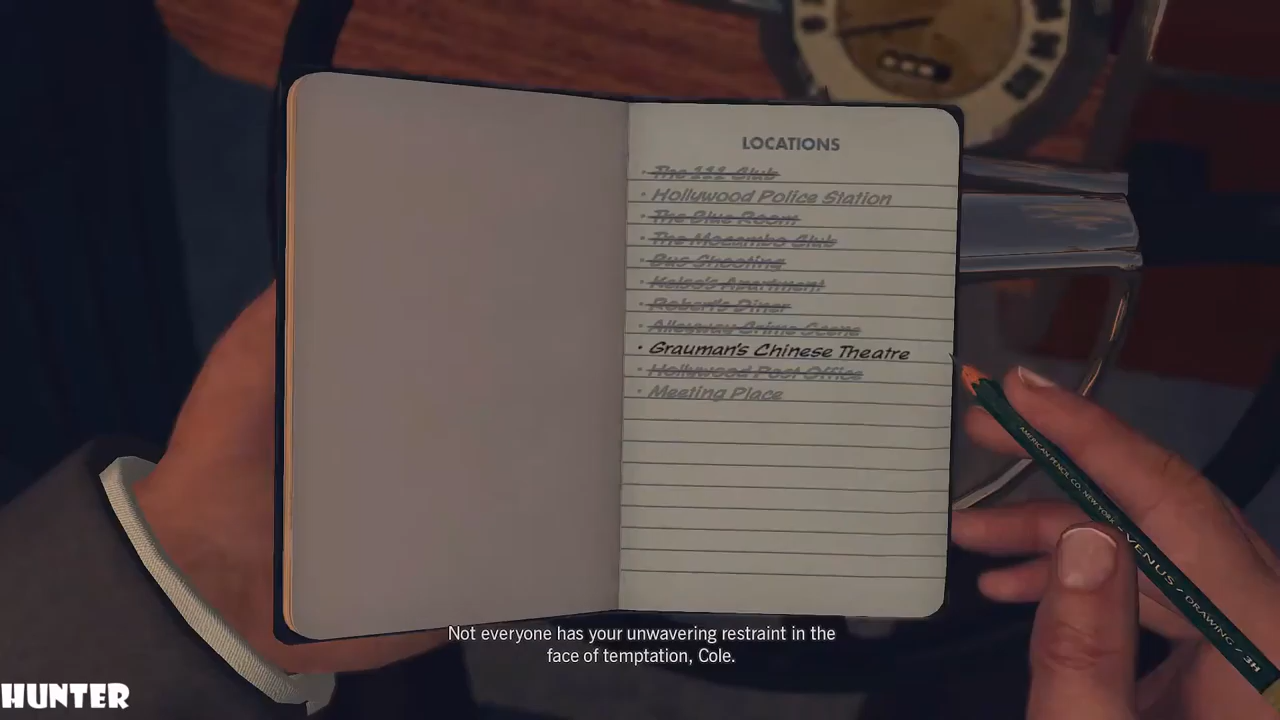 LOCATIONS
· The 111 Club
· Hollywood Police Station
· The Blue Room
· The Mocambo Club
· Bus Shooting
· Kelso's Apartment
· Robert's Diner
· Alleyway Crime Scene
· Grauman's Chinese Theatre
· Hollywood Post Office
· Meeting Place
AMERICAN PENCIL CO. NEW YORK - VENUS / DRAWING / 3H
Not everyone has your unwavering restraint in the
face of temptation, Cole.
HUNTER